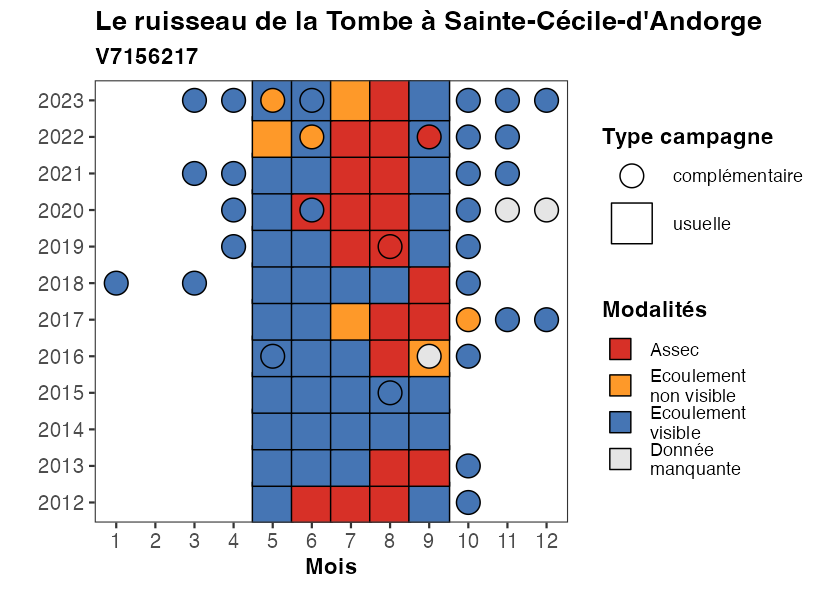 Le ruisseau de la Tombe à Sainte-Cécile-d'Andorge
V7156217
2023
2022
2021
2020
2019
2018
2017
2016
2015
2014
2013
2012
1 2 3 4 5 6 7 8 9 10 11 12
Mois
Type campagne
complémentaire
usuelle
Modalités
Assec
Ecoulement
non visible
Ecoulement
visible
Donnée
manquante